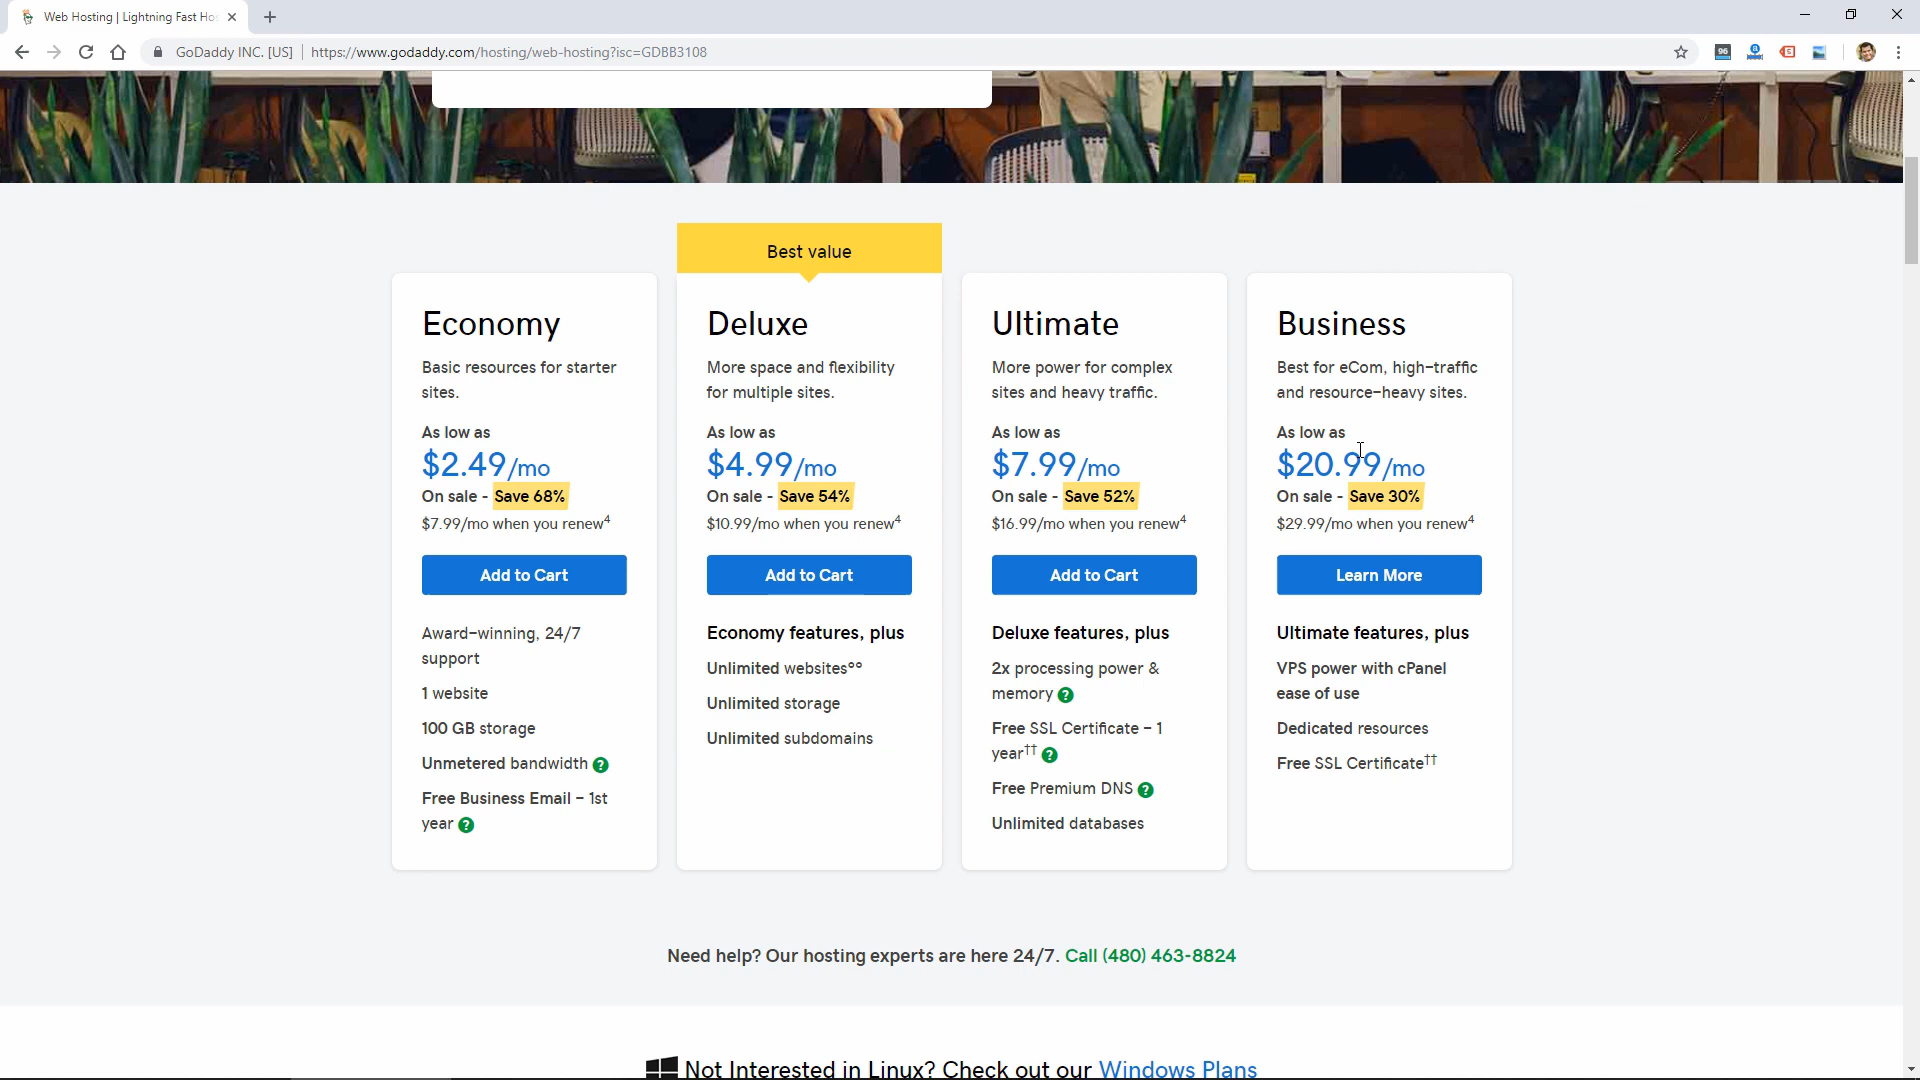 Web Hosting | Lightning Fast Hos
GoDaddy INC. [US] | https://www.godaddy.com/hosting/web-hosting?isc=GDBB3108
96
Best value
Economy
Basic resources for starter
sites.
As low as
$2.49/mo
On sale - Save 68%
$7.99/mo when you renew4
Add to Cart
Award-winning, 24/7
support
1 website
100 GB storage
Unmetered bandwidth ?
Free Business Email - 1st
year ?
Deluxe
More space and flexibility
for multiple sites.
As low as
$4.99/mo
On sale - Save 54%
$10.99/mo when you renew4
Add to Cart
Economy features, plus
Unlimited websites°°
Unlimited storage
Unlimited subdomains
Ultimate
More power for complex
sites and heavy traffic.
As low as
$7.99/mo
On sale - Save 52%
$16.99/mo when you renew4
Add to Cart
Deluxe features, plus
2x processing power &
memory ?
Free SSL Certificate - 1
year†† ?
Free Premium DNS ?
Unlimited databases
Business
Best for eCom, high-traffic
and resource-heavy sites.
As low as
$20.99/mo
On sale - Save 30%
$29.99/mo when you renew4
Learn More
Ultimate features, plus
VPS power with cPanel
ease of use
Dedicated resources
Free SSL Certificate††
Need help? Our hosting experts are here 24/7. Call (480) 463-8824
Not Interested in Linux? Check out our Windows Plans